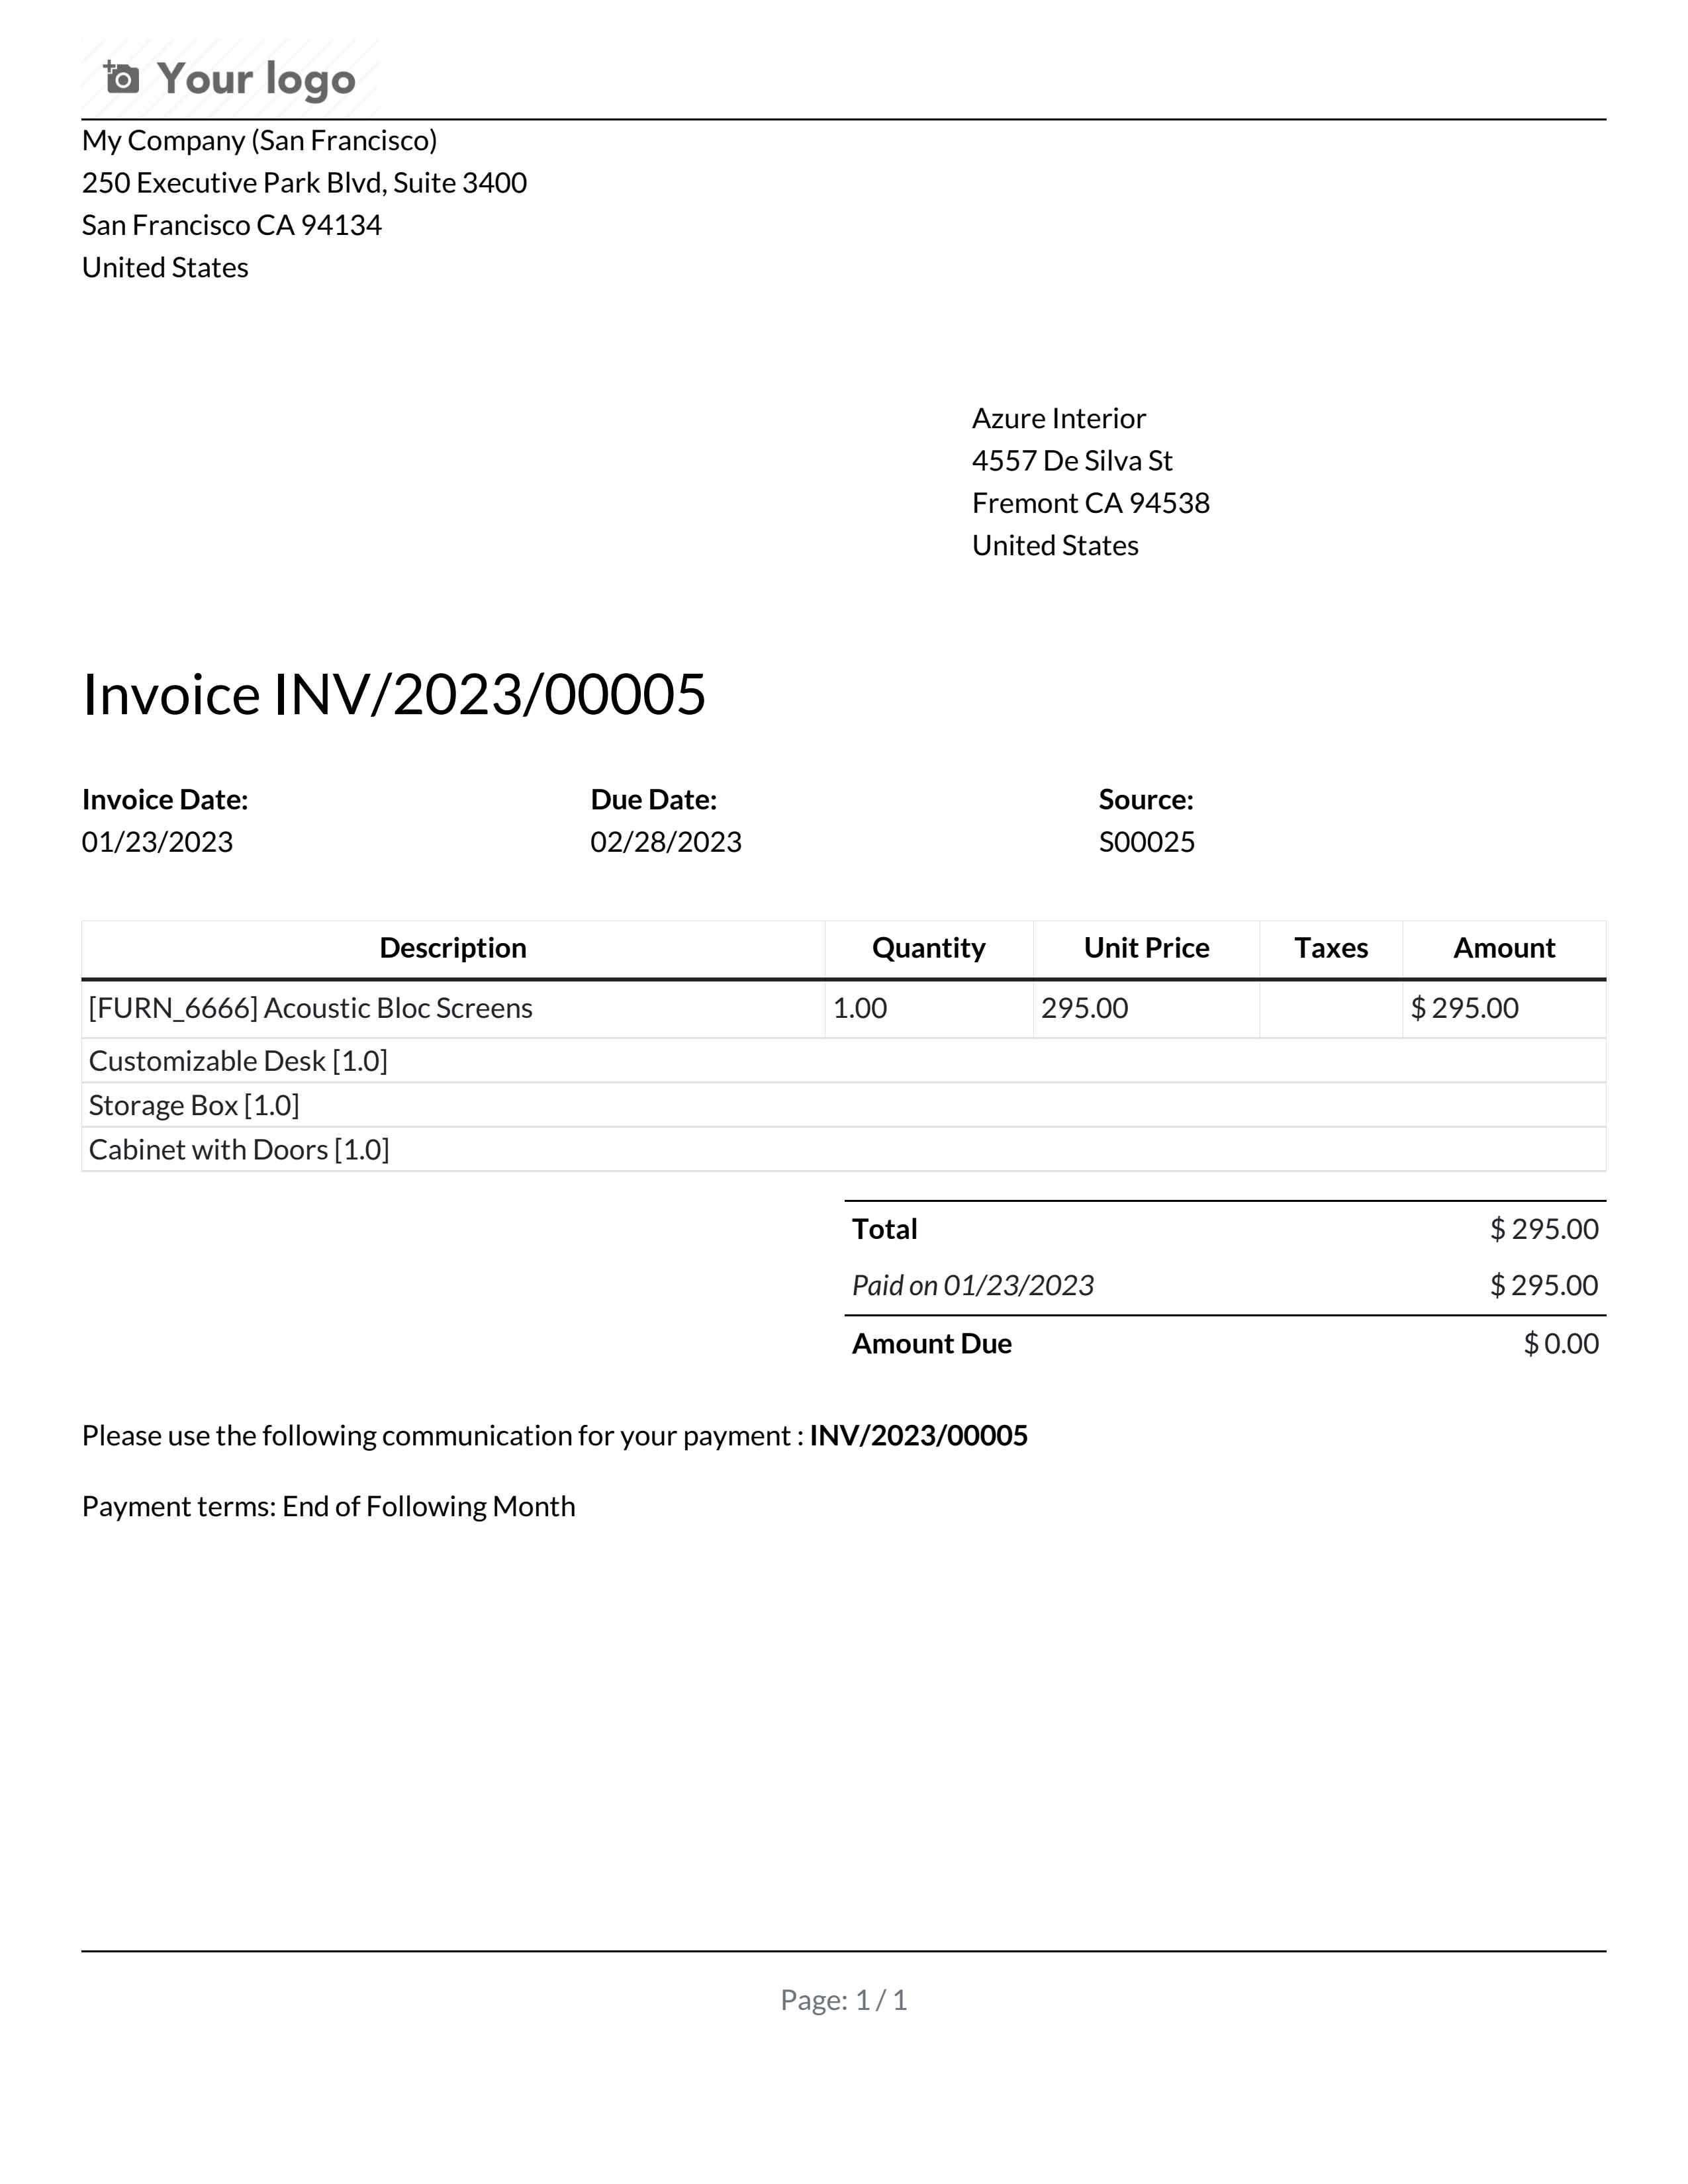 Your logo
My Company (San Francisco)
250 Executive Park Blvd, Suite 3400
San Francisco CA 94134
United States
Azure Interior
4557 De Silva St
Fremont CA 94538
United States
Invoice INV/2023/00005
Invoice Date: Due Date: Source:
01/23/2023 02/28/2023 S00025
Description Quantity Unit Price Taxes Amount
[FURN_6666] Acoustic Bloc Screens 1.00 295.00 $ 295.00
Customizable Desk [1.0]
Storage Box [1.0]
Cabinet with Doors [1.0]
Total $ 295.00
Paid on 01/23/2023 $ 295.00
Amount Due $ 0.00
Please use the following communication for your payment : INV/2023/00005
Payment terms: End of Following Month
Page: 1 / 1